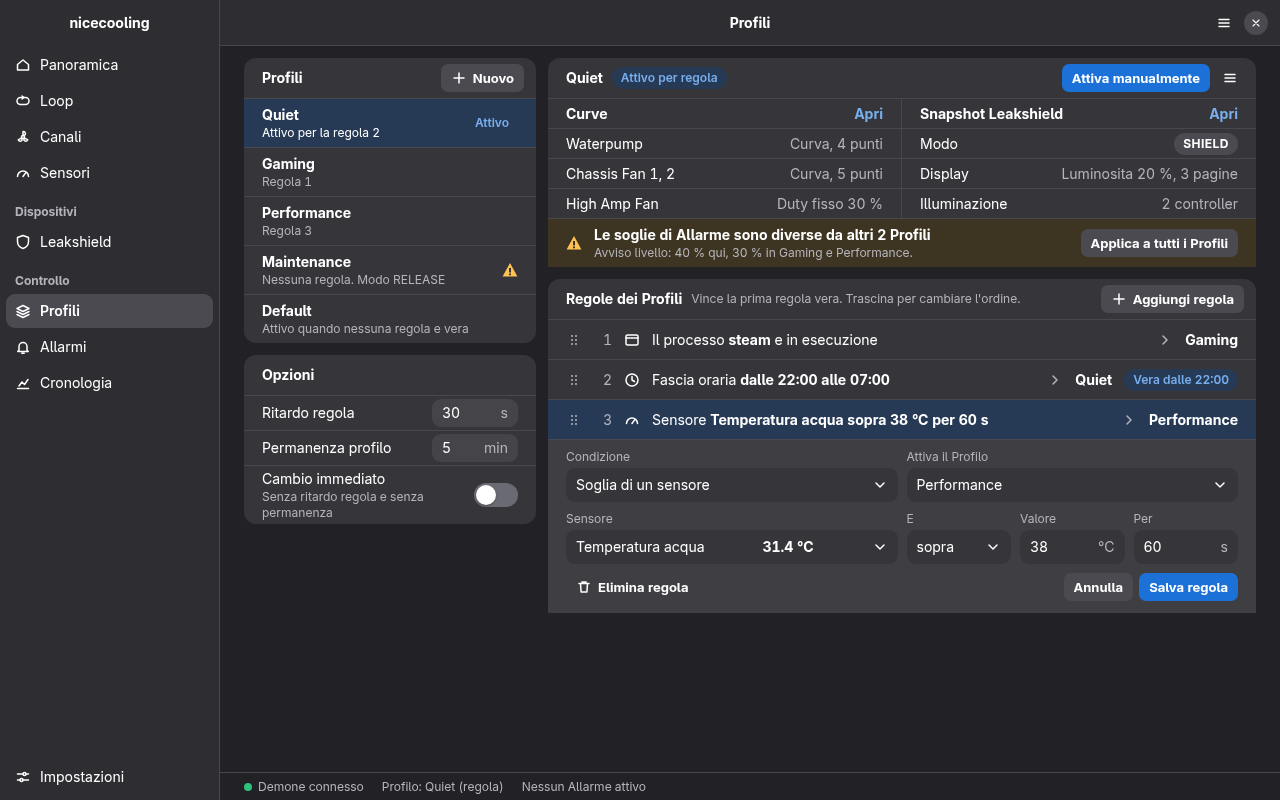 nicecooling
Profili
Panoramica
Loop
Canali
Sensori
Dispositivi
Leakshield
Controllo
Profili
Allarmi
Cronologia
Impostazioni
Profili
Nuovo
Quiet
Attivo per la regola 2
Attivo
Gaming
Regola 1
Performance
Regola 3
Maintenance
Nessuna regola. Modo RELEASE
Default
Attivo quando nessuna regola e vera
Opzioni
Ritardo regola 30 s
Permanenza profilo 5 min
Cambio immediato
Senza ritardo regola e senza
permanenza
Quiet Attivo per regola Attiva manualmente
Curve Apri
Waterpump Curva, 4 punti
Chassis Fan 1, 2 Curva, 5 punti
High Amp Fan Duty fisso 30 %
Snapshot Leakshield Apri
Modo SHIELD
Display Luminosita 20 %, 3 pagine
Illuminazione 2 controller
Le soglie di Allarme sono diverse da altri 2 Profili
Avviso livello: 40 % qui, 30 % in Gaming e Performance.
Applica a tutti i Profili
Regole dei Profili Vince la prima regola vera. Trascina per cambiare l'ordine. Aggiungi regola
1 Il processo steam e in esecuzione Gaming
2 Fascia oraria dalle 22:00 alle 07:00 Quiet Vera dalle 22:00
3 Sensore Temperatura acqua sopra 38 °C per 60 s Performance
Condizione Attiva il Profilo
Soglia di un sensore Performance
Sensore E Valore Per
Temperatura acqua 31.4 °C sopra 38 °C 60 s
Elimina regola Annulla Salva regola
Demone connesso Profilo: Quiet (regola) Nessun Allarme attivo